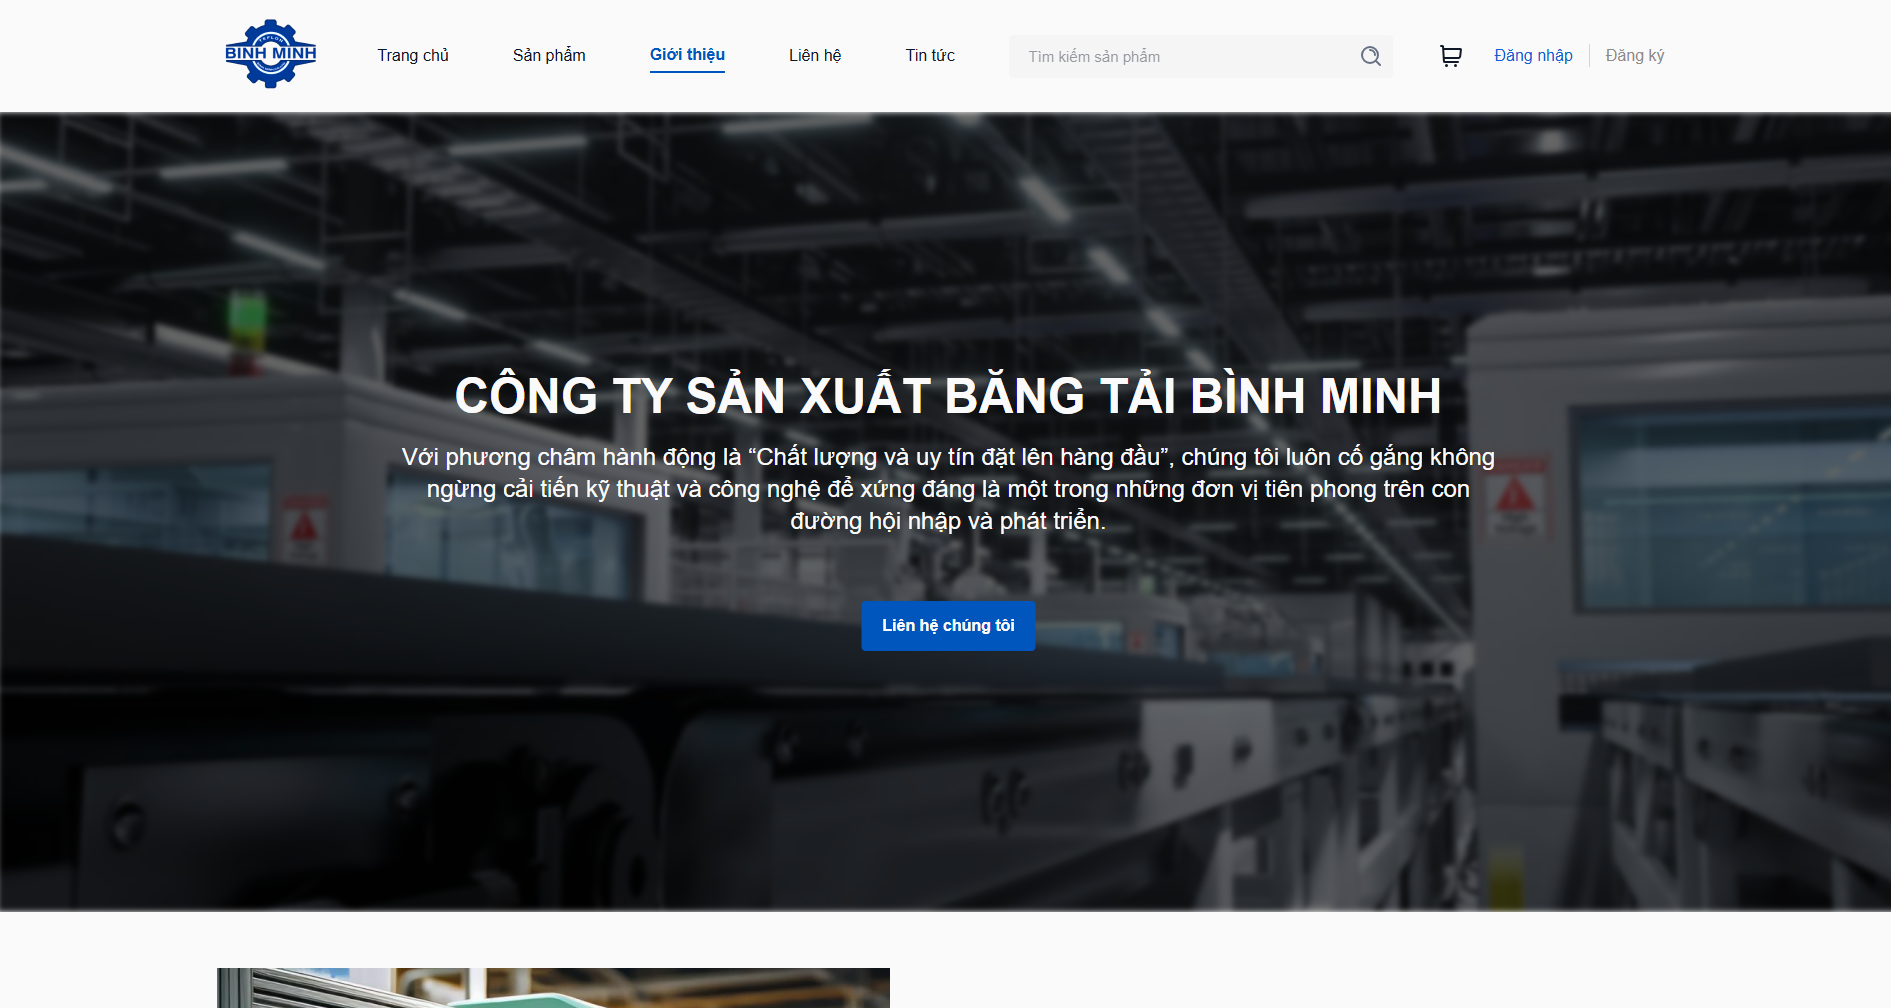 TEFLON
BINH MINH
Trang chủ
Sản phẩm
Giới thiệu
Liên hệ
Tin tức
Tìm kiếm sản phẩm
Đăng nhập
Đăng ký
CÔNG TY SẢN XUẤT BĂNG TẢI BÌNH MINH
Với phương châm hành động là “Chất lượng và uy tín đặt lên hàng đầu”, chúng tôi luôn cố gắng không
ngừng cải tiến kỹ thuật và công nghệ để xứng đáng là một trong những đơn vị tiên phong trên con
đường hội nhập và phát triển.
Liên hệ chúng tôi